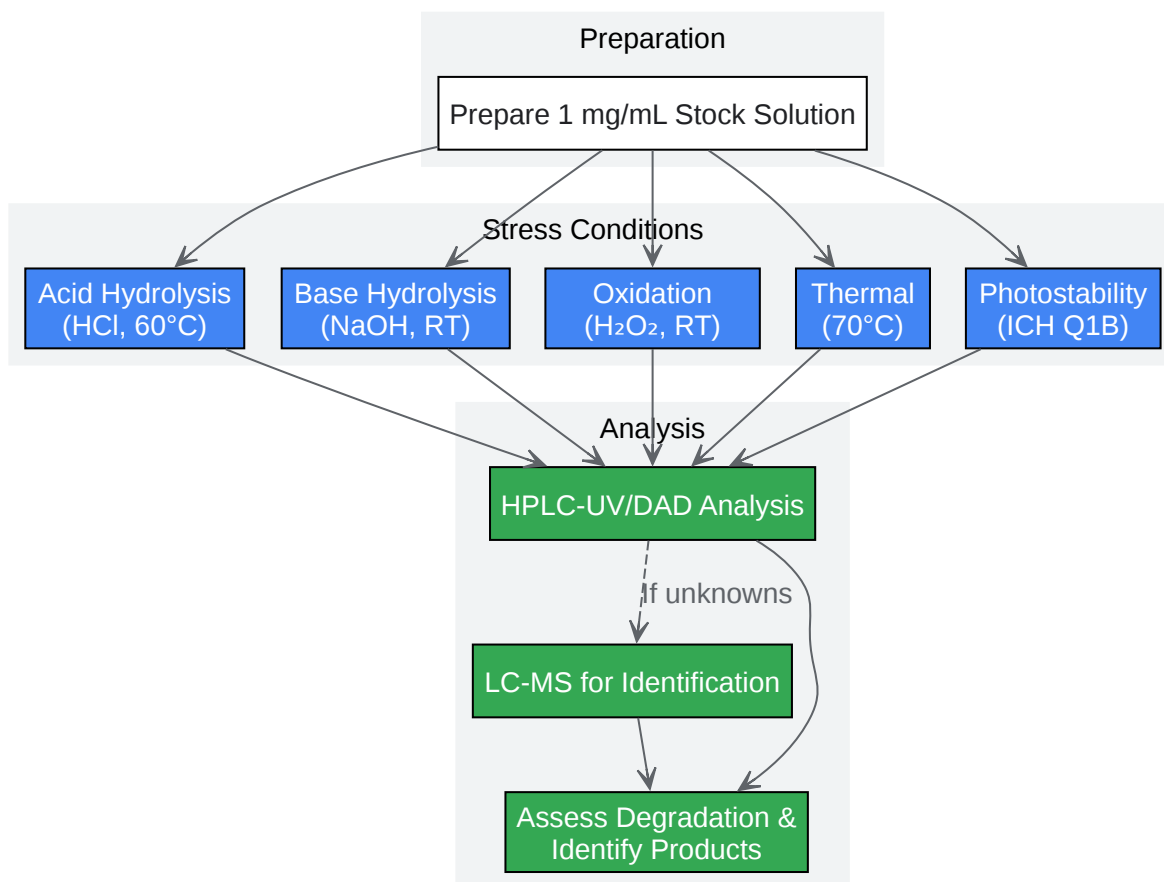 Preparation
Prepare 1 mg/mL Stock Solution
Stress Conditions
Acid Hydrolysis
(HCl, 60°C)
Base Hydrolysis
(NaOH, RT)
Oxidation
(H₂O₂, RT)
Thermal
(70°C)
Photostability
(ICH Q1B)
Analysis
HPLC-UV/DAD Analysis
If unknowns
LC-MS for Identification
Assess Degradation &
Identify Products